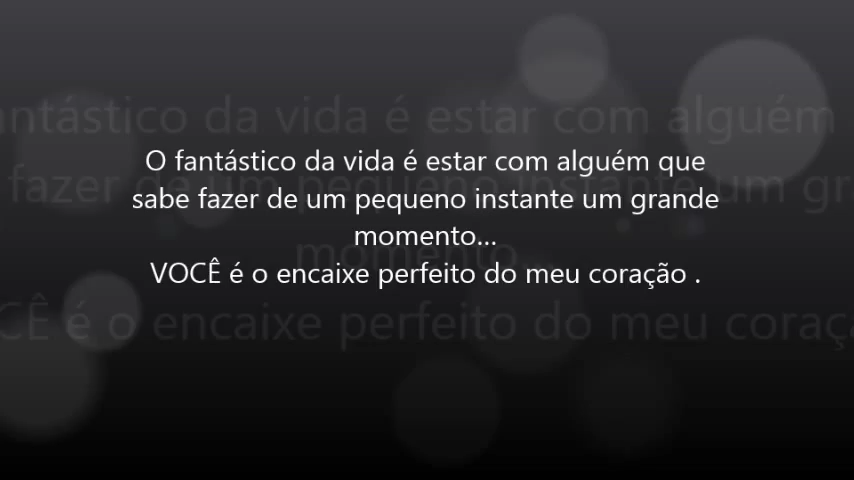 O fantástico da vida é estar com alguém que
sabe fazer de um pequeno instante um grande
momento...
VOCÊ é o encaixe perfeito do meu coração .